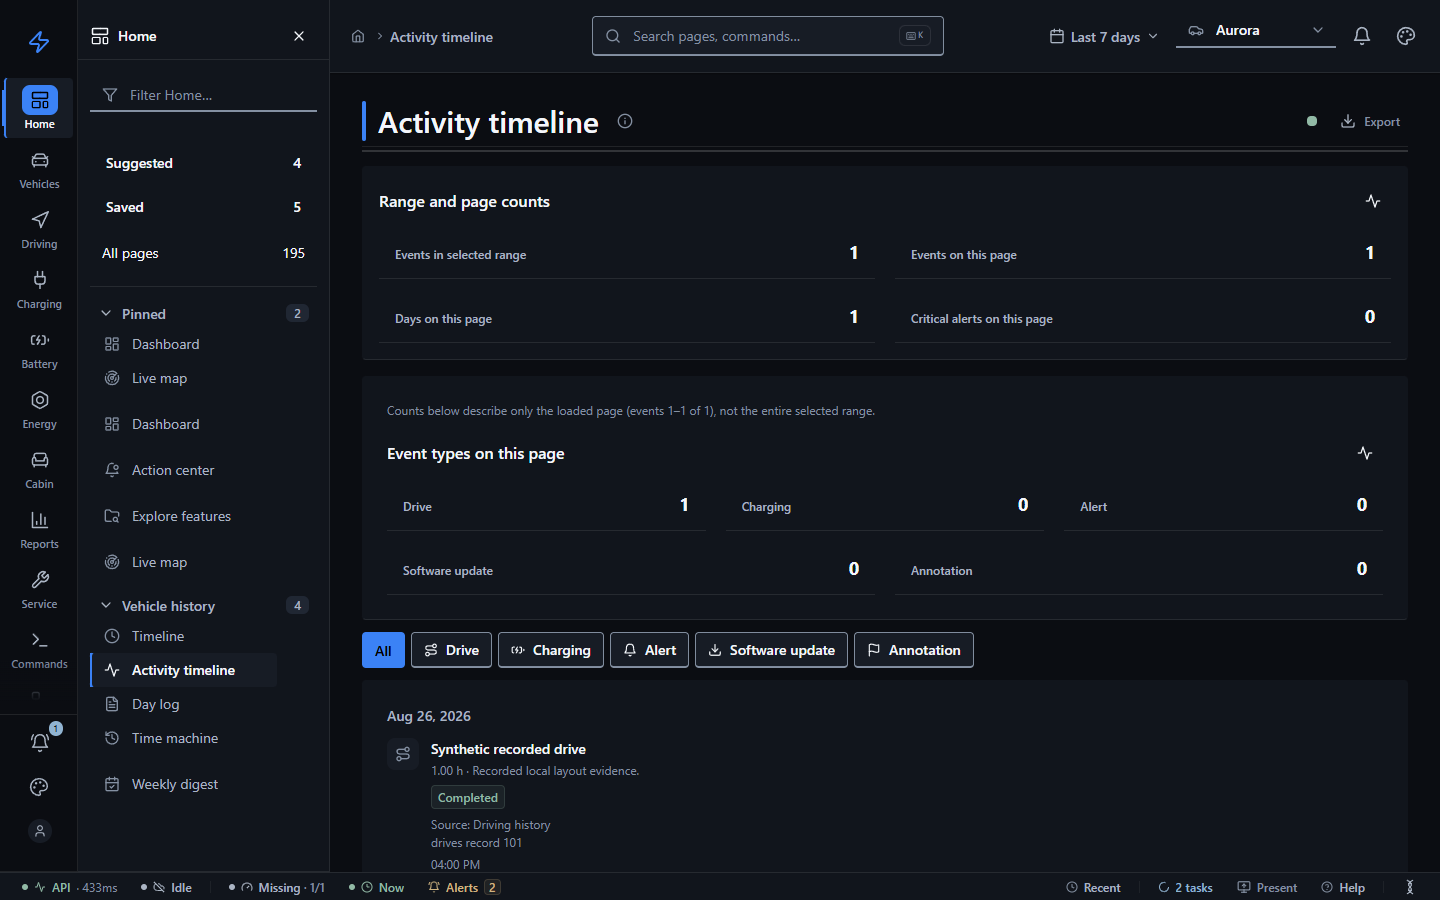 Home
Vehicles
Driving
Charging
Battery
Energy
Cabin
Reports
Service
Commands
1
Home
Filter Home...
Suggested 4
Saved 5
All pages 195
Pinned 2
Dashboard
Live map
Dashboard
Action center
Explore features
Live map
Vehicle history 4
Timeline
Activity timeline
Day log
Time machine
Weekly digest
Activity timeline
Search pages, commands...
K
Last 7 days
Aurora
Activity timeline
Export
Range and page counts
Events in selected range 1
Events on this page 1
Days on this page 1
Critical alerts on this page 0
Counts below describe only the loaded page (events 1–1 of 1), not the entire selected range.
Event types on this page
Drive 1
Charging 0
Alert 0
Software update 0
Annotation 0
All
Drive
Charging
Alert
Software update
Annotation
Aug 26, 2026
Synthetic recorded drive
1.00 h · Recorded local layout evidence.
Completed
Source: Driving history
drives record 101
04:00 PM
API · 433ms
Idle
Missing · 1/1
Now
Alerts 2
Recent
2 tasks
Present
Help